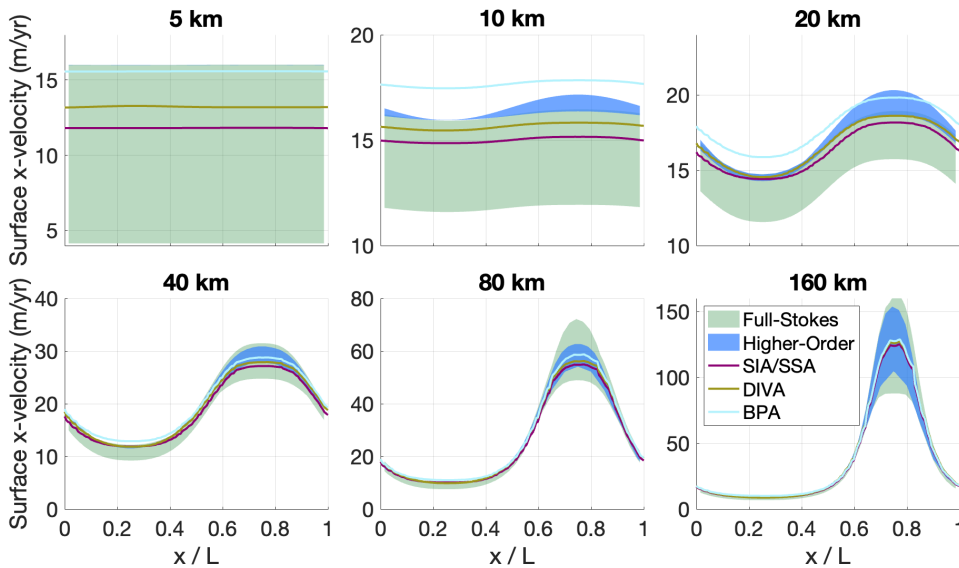 5 km
10 km
20 km
Surface x-velocity (m/yr)
15
10
5
20
15
10
20
15
10
40 km
80 km
160 km
Surface x-velocity (m/yr)
40
30
20
10
0
80
60
40
20
0
150
100
50
0
Full-Stokes
Higher-Order
SIA/SSA
DIVA
BPA
0 0.2 0.4 0.6 0.8 1
0 0.2 0.4 0.6 0.8 1
0 0.2 0.4 0.6 0.8 1
x / L
x / L
x / L